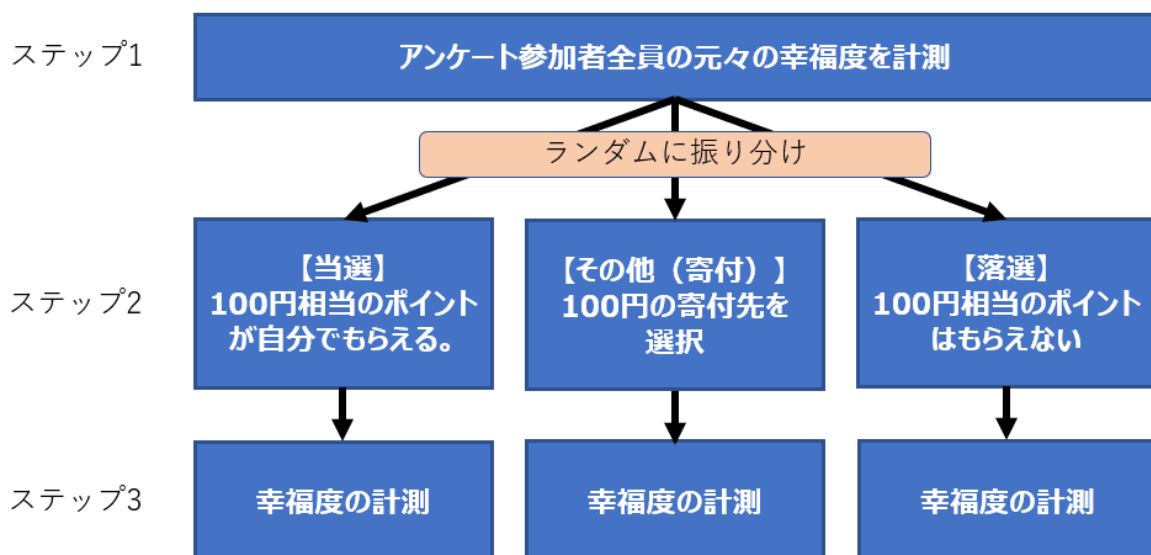 ステップ1
アンケート参加者全員の元々の幸福度を計測
ランダムに振り分け
ステップ2
【当選】
100円相当のポイント
が自分でもらえる。
【その他（寄付）】
100円の寄付先を
選択
【落選】
100円相当のポイント
はもらえない
ステップ3
幸福度の計測
幸福度の計測
幸福度の計測